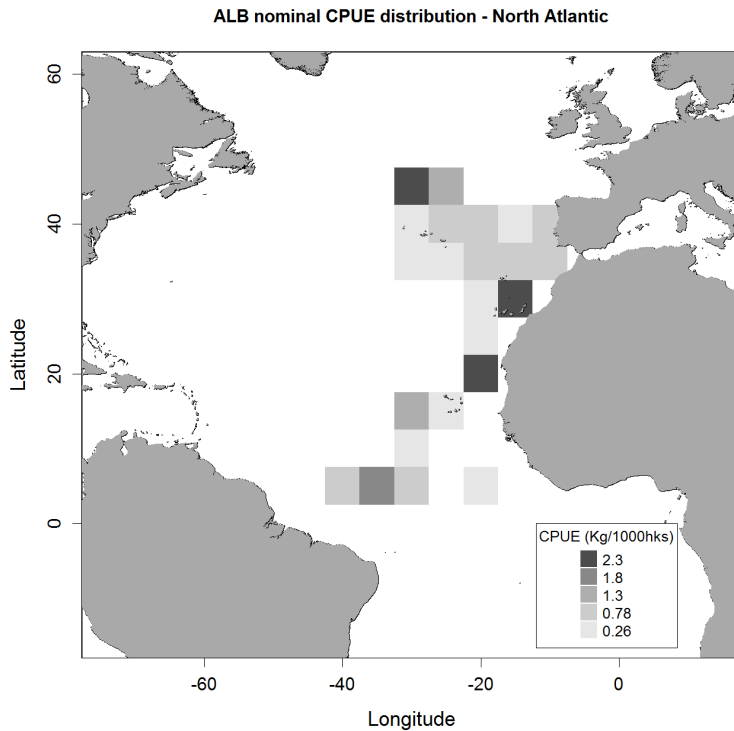 ALB nominal CPUE distribution - North Atlantic
60
40
20
0
Latitude
CPUE (Kg/1000hks)
2.3
1.8
1.3
0.78
0.26
-60 -40 -20 0
Longitude